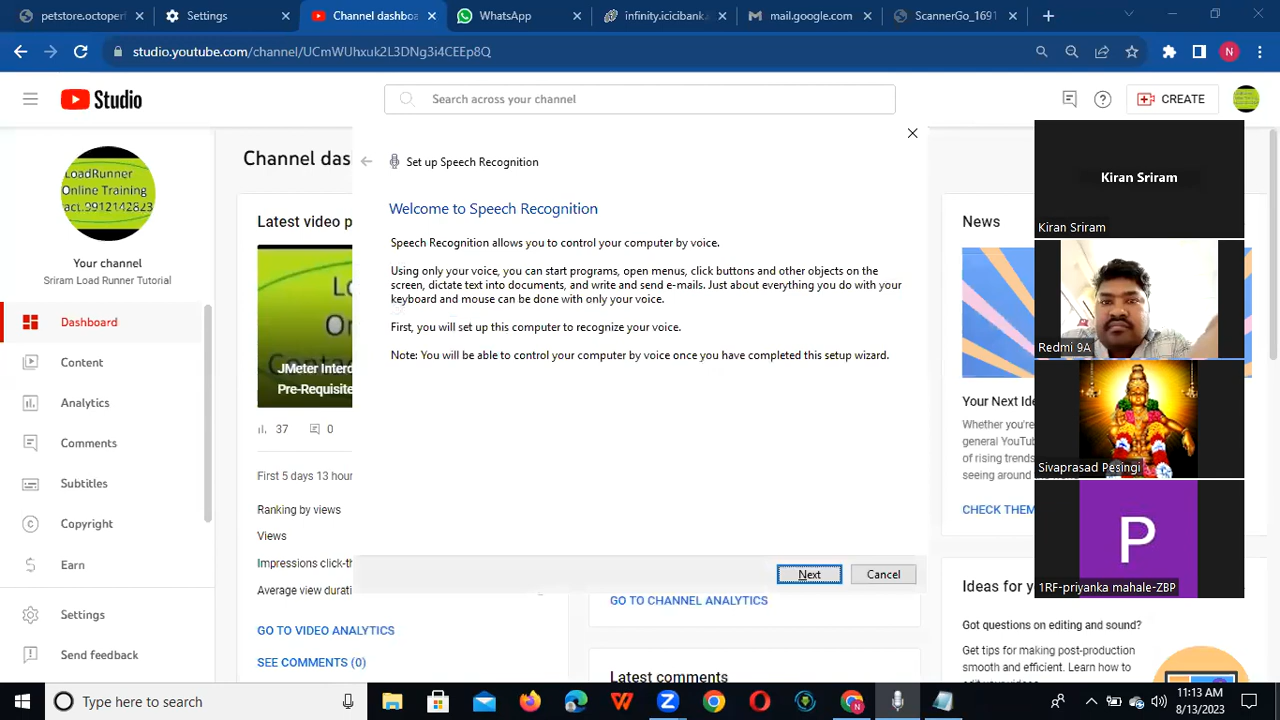 petstore.octoperf
Settings
Channel dashboa
WhatsApp
infinity.icicibank
mail.google.com/
ScannerGo_1691
studio.youtube.com/channel/UCmWUhxuk2L3DNg3i4CEEp8Q
N
Studio
Search across your channel
CREATE
LoadRunner
Online Training
act.9912142823
Your channel
Sriram Load Runner Tutorial
Dashboard
Content
Analytics
Comments
Subtitles
Copyright
Earn
Settings
Send feedback
Channel das
Latest video p
JMeter Interd
Pre-Requisite
37
0
First 5 days 13 hour
Ranking by views
Views
Impressions click-th
Average view durati
GO TO VIDEO ANALYTICS
SEE COMMENTS (0)
Set up Speech Recognition
Welcome to Speech Recognition
Speech Recognition allows you to control your computer by voice.
Using only your voice, you can start programs, open menus, click buttons and other objects on the
screen, dictate text into documents, and write and send e-mails. Just about everything you do with your
keyboard and mouse can be done with only your voice.
First, you will set up this computer to recognize your voice.
Note: You will be able to control your computer by voice once you have completed this setup wizard.
Next
Cancel
GO TO CHANNEL ANALYTICS
Latest comments
News
Your Next Ide
Whether you're
general YouTu
of rising trends
seeing around
CHECK THEM
Ideas for yo
Got questions on editing and sound?
Get tips for making post-production
smooth and efficient. Learn how to
Kiran Sriram
Kiran Sriram
Redmi 9A
Sivaprasad Pesingi
P
1RF-priyanka mahale-ZBP
Type here to search
11:13 AM
8/13/2023